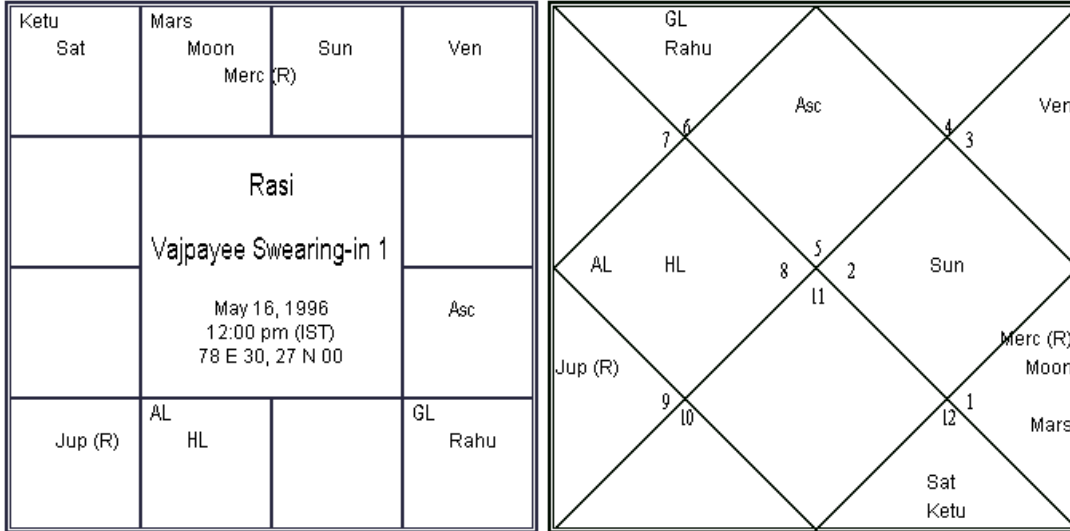 Ketu
Sat
Mars
Moon
Merc (R)
Sun
Ven
Rasi
Vajpayee Swearing-in 1
May 16, 1996
12:00 pm (IST)
78 E 30, 27 N 00
Asc
Jup (R)
AL
HL
GL
Rahu
GL
Rahu
Asc
Ven
6
7
4
3
AL
HL
5
8
2
11
Sun
Jup (R)
Merc (R)
Moon
9
10
12
1
Mars
Sat
Ketu